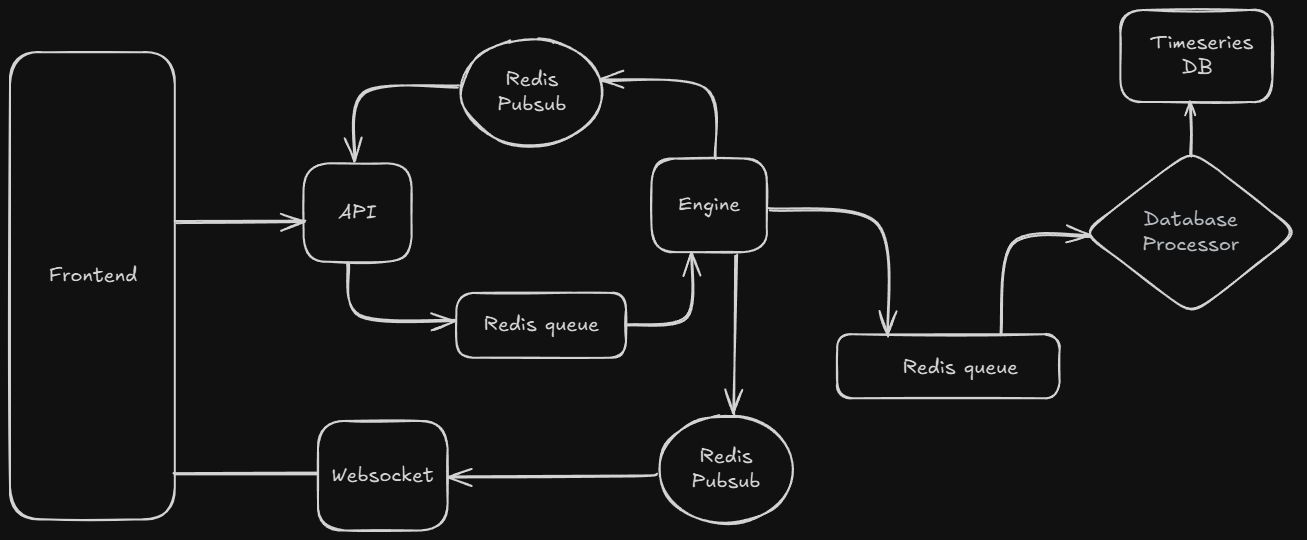 Timeseries
DB
Redis
Pubsub
API
Engine
Database
Processor
Frontend
Redis queue
Redis queue
Websocket
Redis
Pubsub